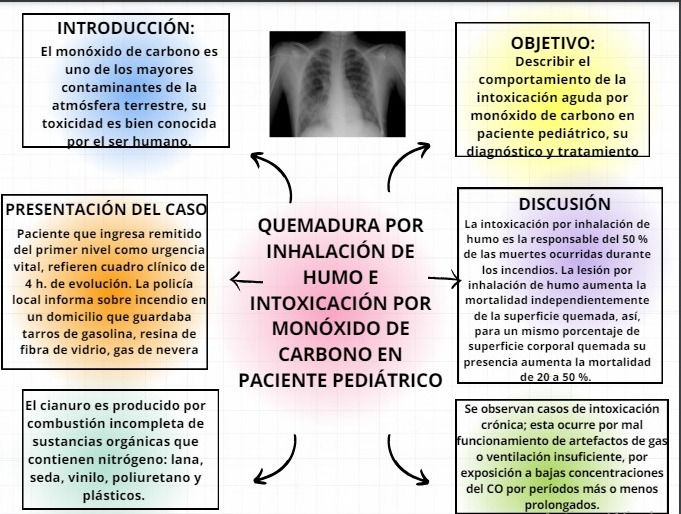 INTRODUCCIÓN:
El monóxido de carbono es
uno de los mayores
contaminantes de la
atmósfera terrestre, su
toxicidad es bien conocida
por el ser humano.
OBJETIVO:
Describir el
comportamiento de la
intoxicación aguda por
monóxido de carbono en
paciente pediátrico, su
diagnóstico y tratamiento
PRESENTACIÓN DEL CASO
Paciente que ingresa remitido
del primer nivel como urgencia
vital, refieren cuadro clínico de
4 h. de evolución. La policía
local informa sobre incendio en
un domicilio que guardaba
tarros de gasolina, resina de
fibra de vidrio, gas de nevera
QUEMADURA POR
INHALACIÓN DE
HUMO E
INTOXICACIÓN POR
MONÓXIDO DE
CARBONO EN
PACIENTE PEDIÁTRICO
DISCUSIÓN
La intoxicación por inhalación de
humo es la responsable del 50 %
de las muertes ocurridas durante
los incendios. La lesión por
inhalación de humo aumenta la
mortalidad independientemente
de la superficie quemada, así,
para un mismo porcentaje de
superficie corporal quemada su
presencia aumenta la mortalidad
de 20 a 50 %.
El cianuro es producido por
combustión incompleta de
sustancias orgánicas que
contienen nitrógeno: lana,
seda, vinilo, poliuretano y
plásticos.
Se observan casos de intoxicación
crónica; esta ocurre por mal
funcionamiento de artefactos de gas
o ventilación insuficiente, por
exposición a bajas concentraciones
del CO por períodos más o menos
prolongados.